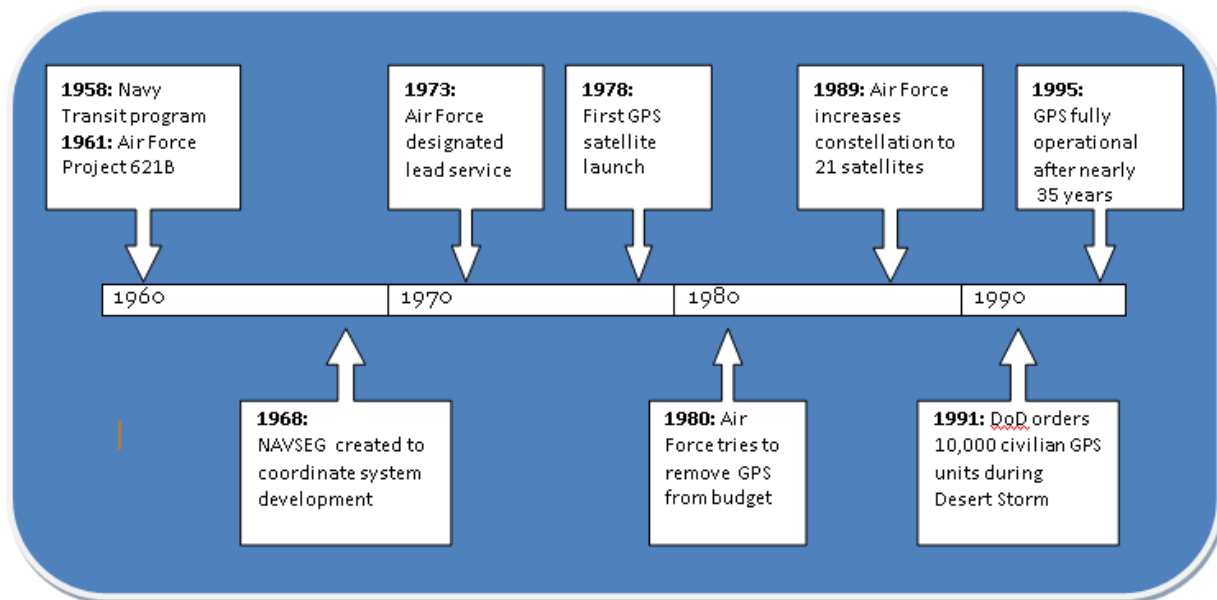 1958: Navy
Transit program
1961: Air Force
Project 621B
1973:
Air Force
designated
lead service
1978:
First GPS
satellite
launch
1989: Air Force
increases
constellation to
21 satellites
1995:
GPS fully
operational
after nearly
35 years
1960
1970
1980
1990
1968:
NAVSEG created to
coordinate system
development
1980: Air
Force tries to
remove GPS
from budget
1991: DoD orders
10,000 civilian GPS
units during
Desert Storm